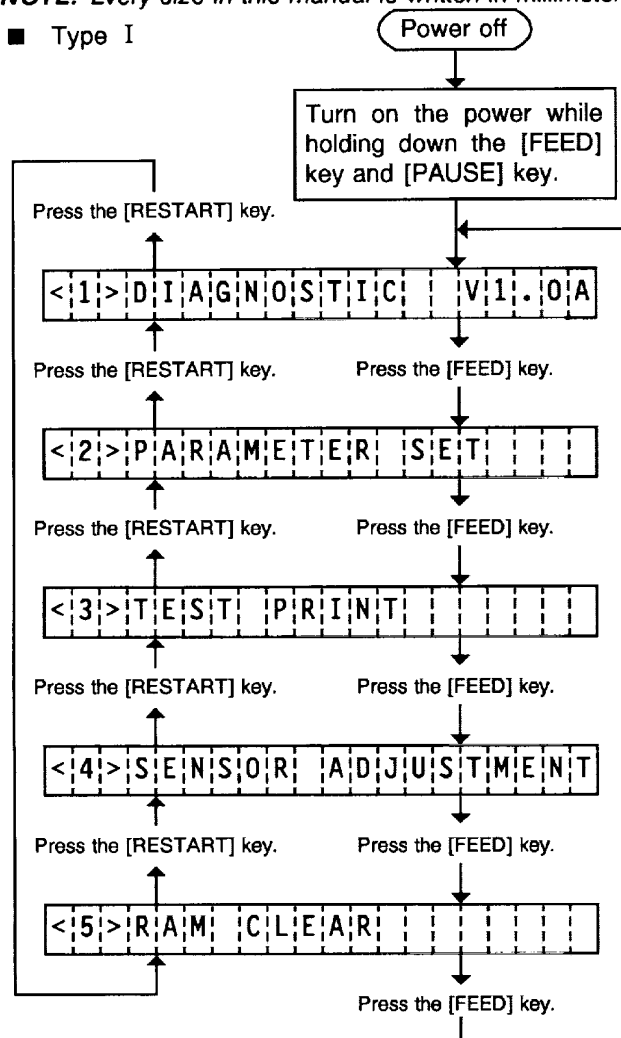 NOTE: Every size in this manual is written in millimeter
■ Type I
Power off
Turn on the power while
holding down the [FEED]
key and [PAUSE] key.
Press the [RESTART] key.
<1>DIAGNOSTIC  V1.0A
Press the [RESTART] key. Press the [FEED] key.
<2>PARAMETER SET
Press the [RESTART] key. Press the [FEED] key.
<3>TEST PRINT
Press the [RESTART] key. Press the [FEED] key.
<4>SENSOR ADJUSTMENT
Press the [RESTART] key. Press the [FEED] key.
<5>RAM CLEAR
Press the [FEED] key.